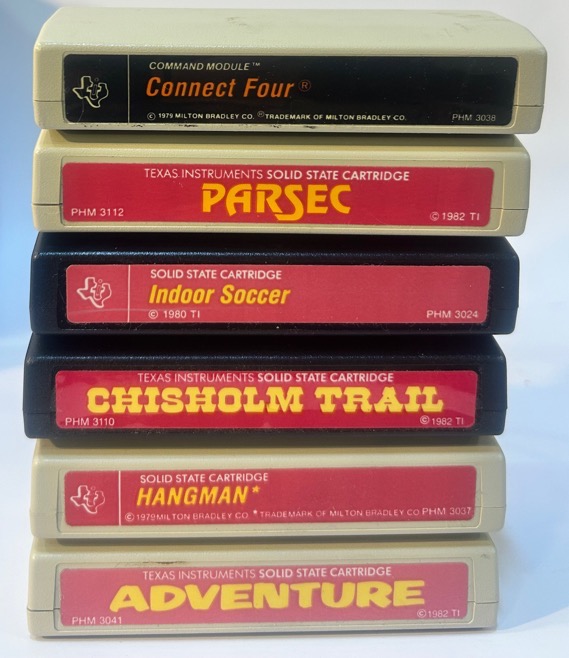 COMMAND MODULE™
Connect Four®
© 1979 MILTON BRADLEY CO. ®TRADEMARK OF MILTON BRADLEY CO. PHM 3038
TEXAS INSTRUMENTS SOLID STATE CARTRIDGE
PARSEC
PHM 3112 © 1982 TI
SOLID STATE CARTRIDGE
Indoor Soccer
© 1980 TI PHM 3024
TEXAS INSTRUMENTS SOLID STATE CARTRIDGE
CHISHOLM TRAIL
PHM 3110 © 1982 TI
SOLID STATE CARTRIDGE
HANGMAN*
© 1979 MILTON BRADLEY CO. *TRADEMARK OF MILTON BRADLEY CO PHM 3037
TEXAS INSTRUMENTS SOLID STATE CARTRIDGE
ADVENTURE
PHM 3041 © 1982 TI